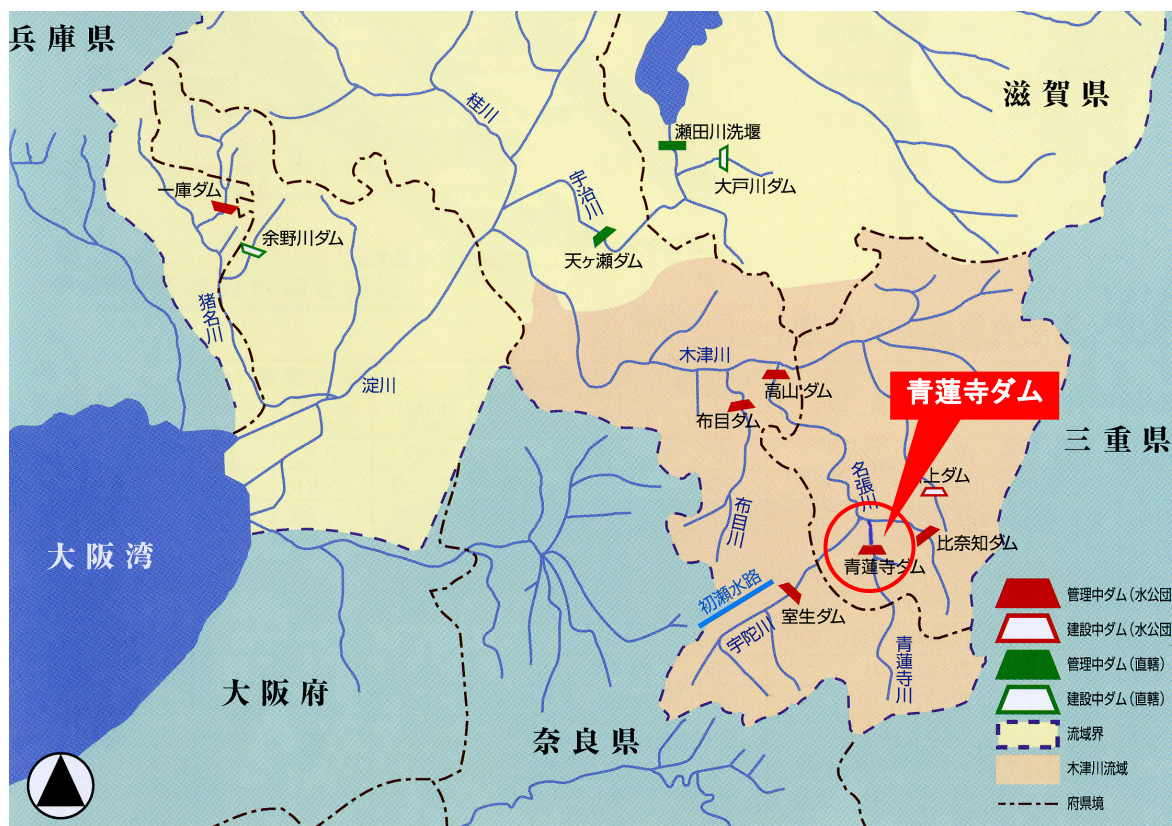 兵庫県
滋賀県
桂川
瀬田川洗堰
大戸川ダム
宇治川
一庫ダム
余野川ダム
天ヶ瀬ダム
猪名川
淀川
木津川
高山ダム
布目ダム
青蓮寺ダム
三重県
名張川
上ダム
布目川
比奈知ダム
青蓮寺ダム
大阪湾
初瀬水路
室生ダム
宇陀川
青蓮寺川
大阪府
奈良県
管理中ダム(水公団
建設中ダム(水公団
管理中ダム(直轄)
建設中ダム(直轄)
流域界
木津川流域
府県境